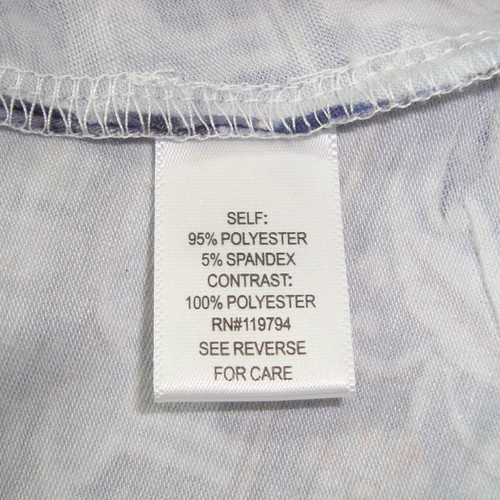 SELF:
95% POLYESTER
5% SPANDEX
CONTRAST:
100% POLYESTER
RN#119794
SEE REVERSE
FOR CARE